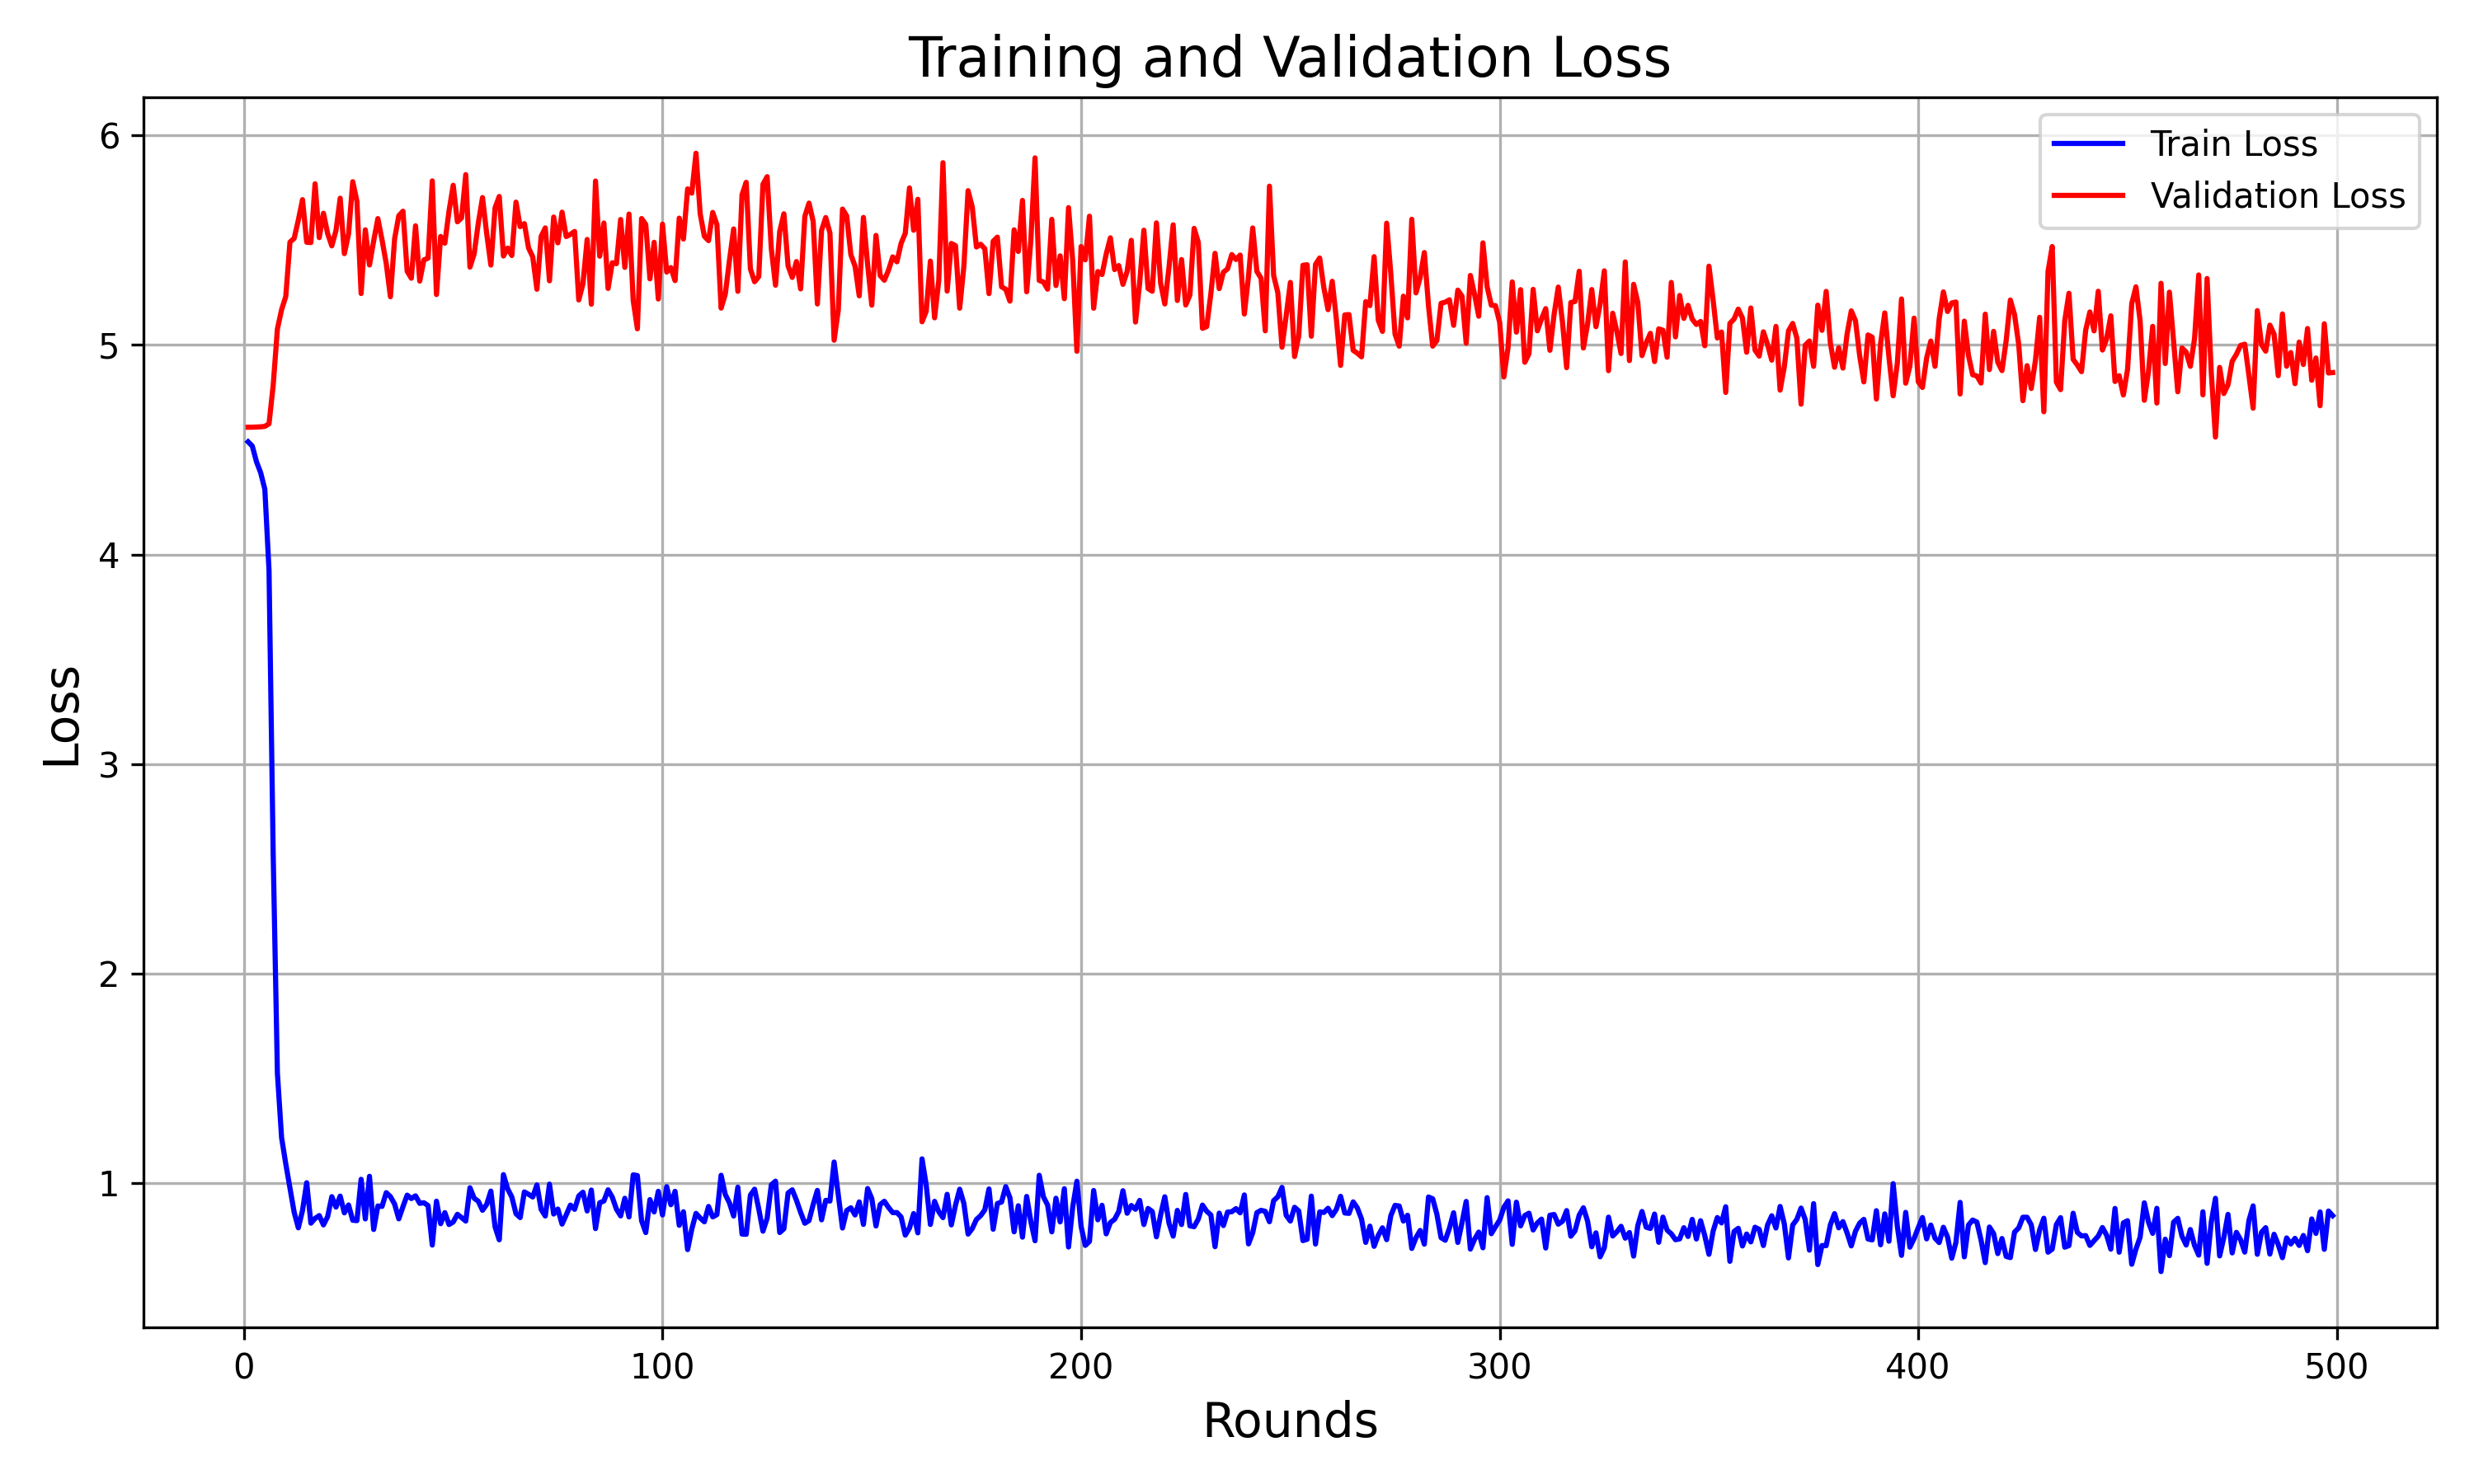 Training and Validation Loss
Train Loss
Validation Loss
Loss
6
5
4
3
2
1
0 100 200 300 400 500
Rounds